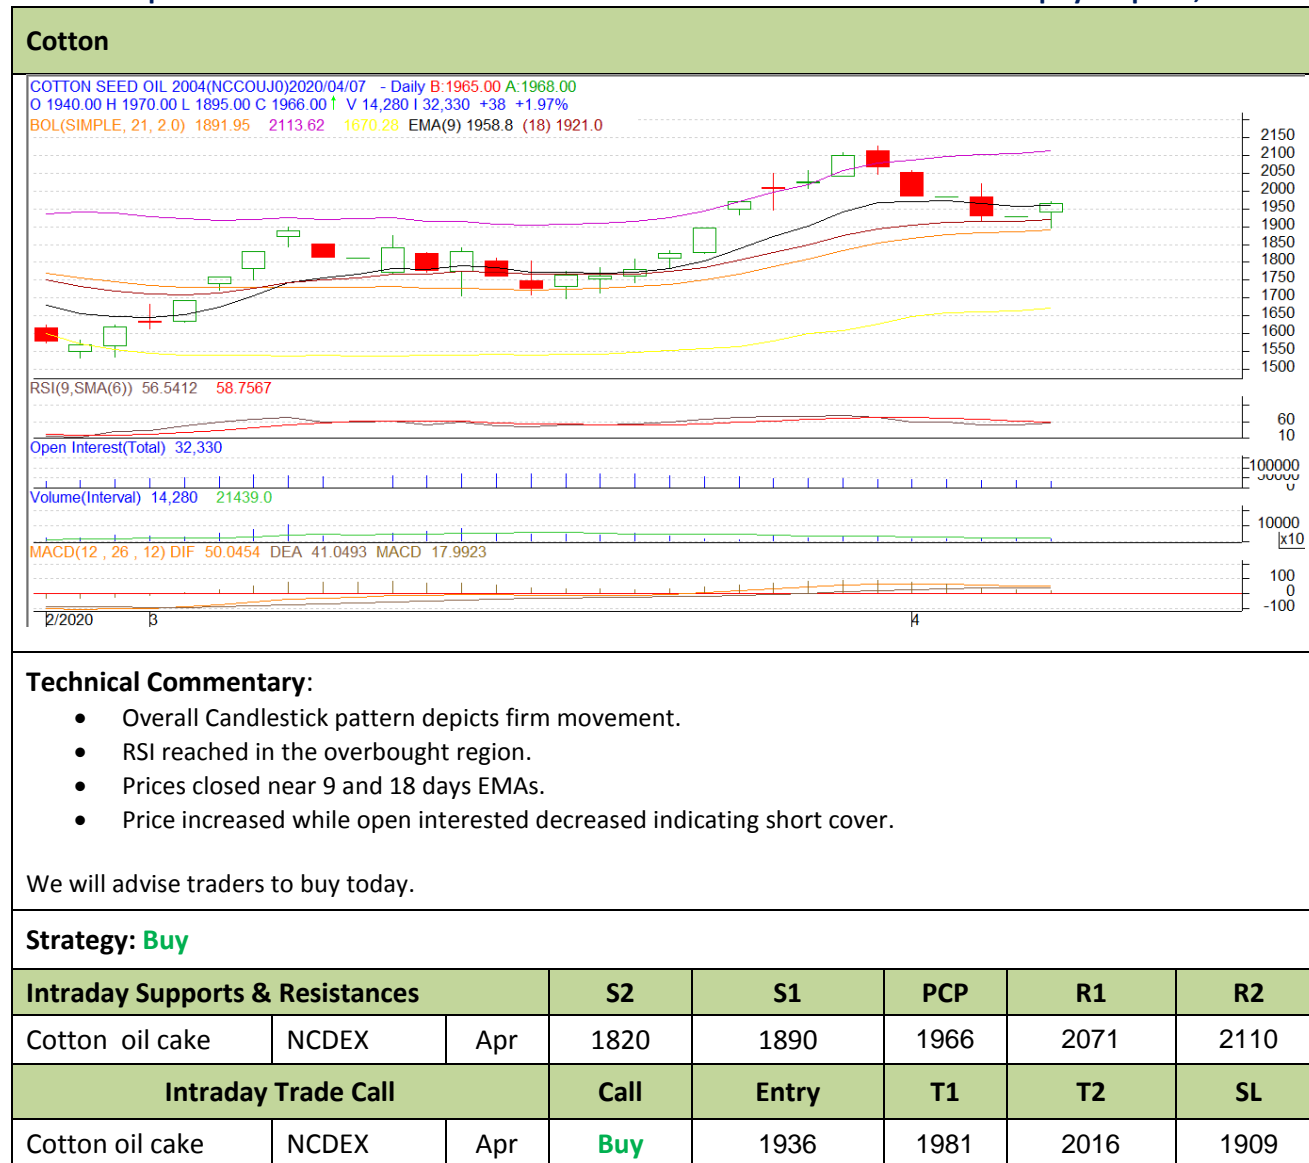 Cotton
COTTON SEED OIL 2004(NCCOUJ0)2020/04/07 - Daily B:1965.00 A:1968.00
O 1940.00 H 1970.00 L 1895.00 C 1966.00↑ V 14,280 I 32,330 +38 +1.97%
BOL(SIMPLE, 21, 2.0) 1891.95 2113.62 1670.28 EMA(9) 1958.8 (18) 1921.0
2150
2100
2050
2000
1950
1900
1850
1800
1750
1700
1650
1600
1550
1500
RSI(9,SMA(6)) 56.5412 58.7567
60
10
Open Interest(Total) 32,330
100000
50000
0
Volume(Interval) 14,280 21439.0
10000
x10
MACD(12 , 26 , 12) DIF 50.0454 DEA 41.0493 MACD 17.9923
100
0
-100
2/2020 3 4
Technical Commentary:
• Overall Candlestick pattern depicts firm movement.
• RSI reached in the overbought region.
• Prices closed near 9 and 18 days EMAs.
• Price increased while open interested decreased indicating short cover.
We will advise traders to buy today.
Strategy: Buy
Intraday Supports & Resistances S2 S1 PCP R1 R2
Cotton oil cake NCDEX Apr 1820 1890 1966 2071 2110
Intraday Trade Call Call Entry T1 T2 SL
Cotton oil cake NCDEX Apr Buy 1936 1981 2016 1909